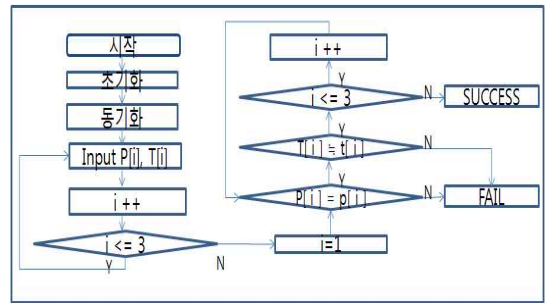 시작
초기화
동기화
Input P[i], T[i]
i ++
i <= 3
Y
N
i=1
P[ i ] = p[ i ]
Y
N
T[ i ] ≒ t[ i ]
Y
N
i <= 3
Y
N
i ++
SUCCESS
FAIL